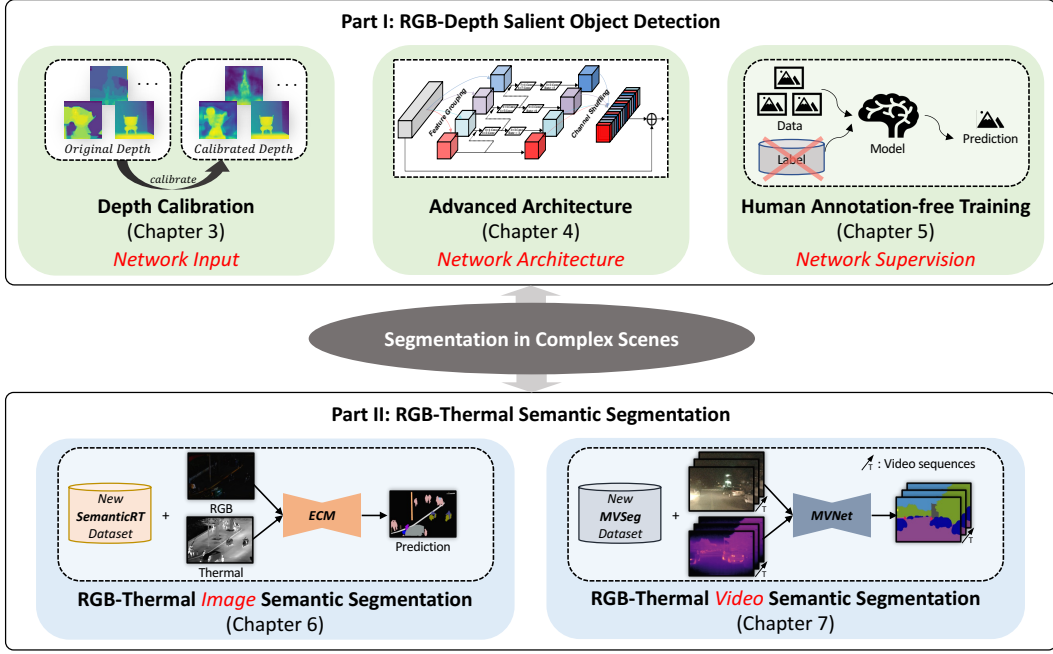 Part I: RGB-Depth Salient Object Detection
Original Depth
Calibrated Depth
calibrate
Depth Calibration
(Chapter 3)
Network Input
Feature Grouping
Channel Shuffling
Advanced Architecture
(Chapter 4)
Network Architecture
Data
Label
Model
Prediction
Human Annotation-free Training
(Chapter 5)
Network Supervision
Segmentation in Complex Scenes
Part II: RGB-Thermal Semantic Segmentation
New
SemanticRT
Dataset
+
RGB
Thermal
ECM
Prediction
RGB-Thermal Image Semantic Segmentation
(Chapter 6)
New
MVSeg
Dataset
+
T
T
MVNet
T
T : Video sequences
RGB-Thermal Video Semantic Segmentation
(Chapter 7)